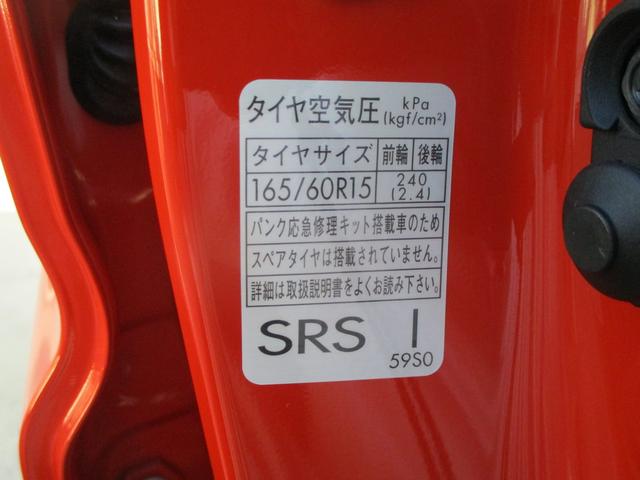 タイヤ空気圧 kPa (kgf/cm²)
タイヤサイズ 前輪 後輪
165/60R15 240 (2.4)
パンク応急修理キット搭載車のため
スペアタイヤは搭載されていません。
詳細は取扱説明書をよくお読み下さい。
SRS I
59S0